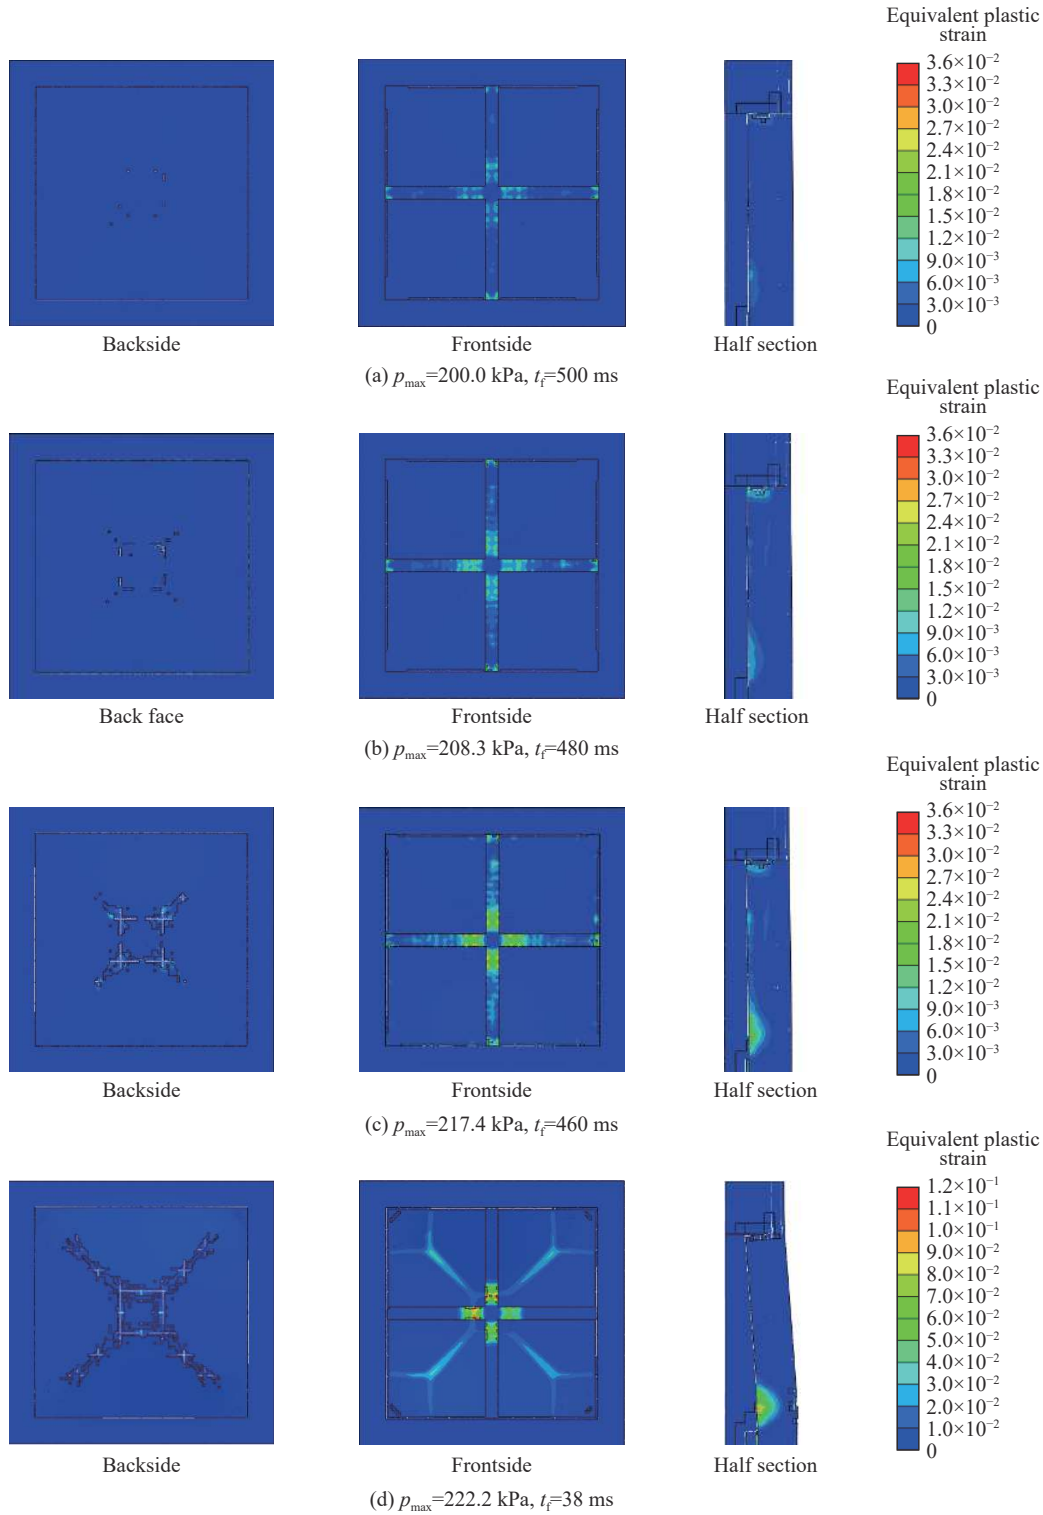 Equivalent plastic
strain
3.6×10⁻²
3.3×10⁻²
3.0×10⁻²
2.7×10⁻²
2.4×10⁻²
2.1×10⁻²
1.8×10⁻²
1.5×10⁻²
1.2×10⁻²
9.0×10⁻³
6.0×10⁻³
3.0×10⁻³
0
Backside
Frontside
Half section
(a) pmax=200.0 kPa, tf=500 ms
Equivalent plastic
strain
3.6×10⁻²
3.3×10⁻²
3.0×10⁻²
2.7×10⁻²
2.4×10⁻²
2.1×10⁻²
1.8×10⁻²
1.5×10⁻²
1.2×10⁻²
9.0×10⁻³
6.0×10⁻³
3.0×10⁻³
0
Back face
Frontside
Half section
(b) pmax=208.3 kPa, tf=480 ms
Equivalent plastic
strain
3.6×10⁻²
3.3×10⁻²
3.0×10⁻²
2.7×10⁻²
2.4×10⁻²
2.1×10⁻²
1.8×10⁻²
1.5×10⁻²
1.2×10⁻²
9.0×10⁻³
6.0×10⁻³
3.0×10⁻³
0
Backside
Frontside
Half section
(c) pmax=217.4 kPa, tf=460 ms
Equivalent plastic
strain
1.2×10⁻¹
1.1×10⁻¹
1.0×10⁻¹
9.0×10⁻²
8.0×10⁻²
7.0×10⁻²
6.0×10⁻²
5.0×10⁻²
4.0×10⁻²
3.0×10⁻²
2.0×10⁻²
1.0×10⁻²
0
Backside
Frontside
Half section
(d) pmax=222.2 kPa, tf=38 ms